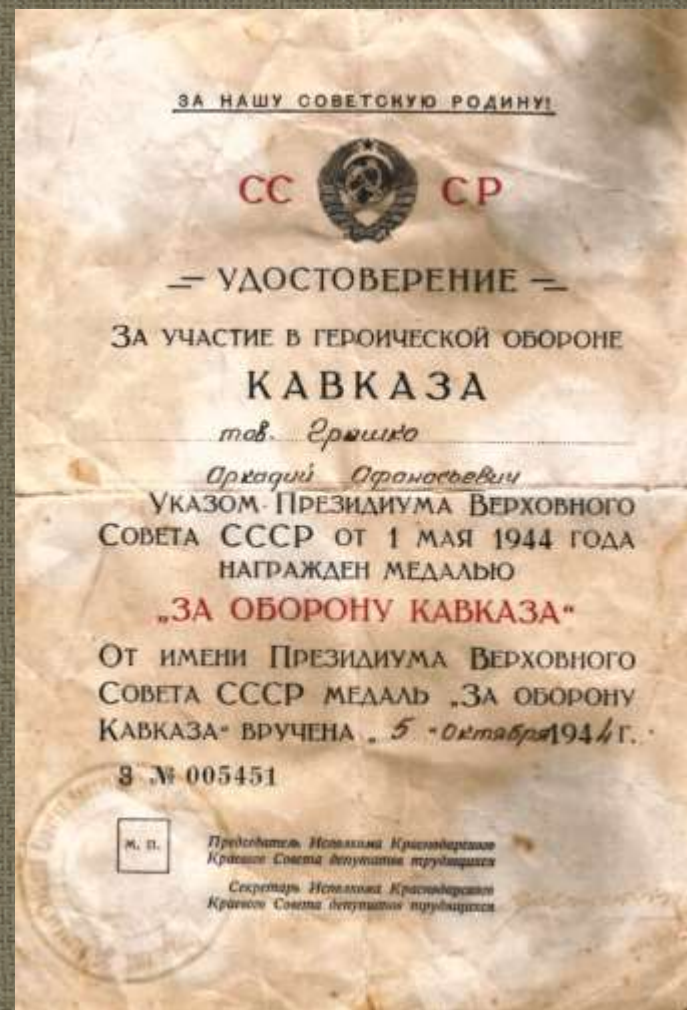 ЗА НАШУ СОВЕТСКУЮ РОДИНУ!
СС СР
УДОСТОВЕРЕНИЕ
ЗА УЧАСТИЕ В ГЕРОИЧЕСКОЙ ОБОРОНЕ
КАВКАЗА
тов.
Аркадий Афанасьевич
УКАЗОМ ПРЕЗИДИУМА ВЕРХОВНОГО
СОВЕТА СССР ОТ 1 МАЯ 1944 ГОДА
НАГРАЖДЕН МЕДАЛЬЮ
„ЗА ОБОРОНУ КАВКАЗА“
ОТ ИМЕНИ ПРЕЗИДИУМА ВЕРХОВНОГО
СОВЕТА СССР МЕДАЛЬ „ЗА ОБОРОНУ
КАВКАЗА“ ВРУЧЕНА „ 5 “ Октября 1944 Г.
З № 005451
М. П.
Председатель Исполкома Краснодарского
Краевого Совета депутатов трудящихся
Секретарь Исполкома Краснодарского
Краевого Совета депутатов трудящихся